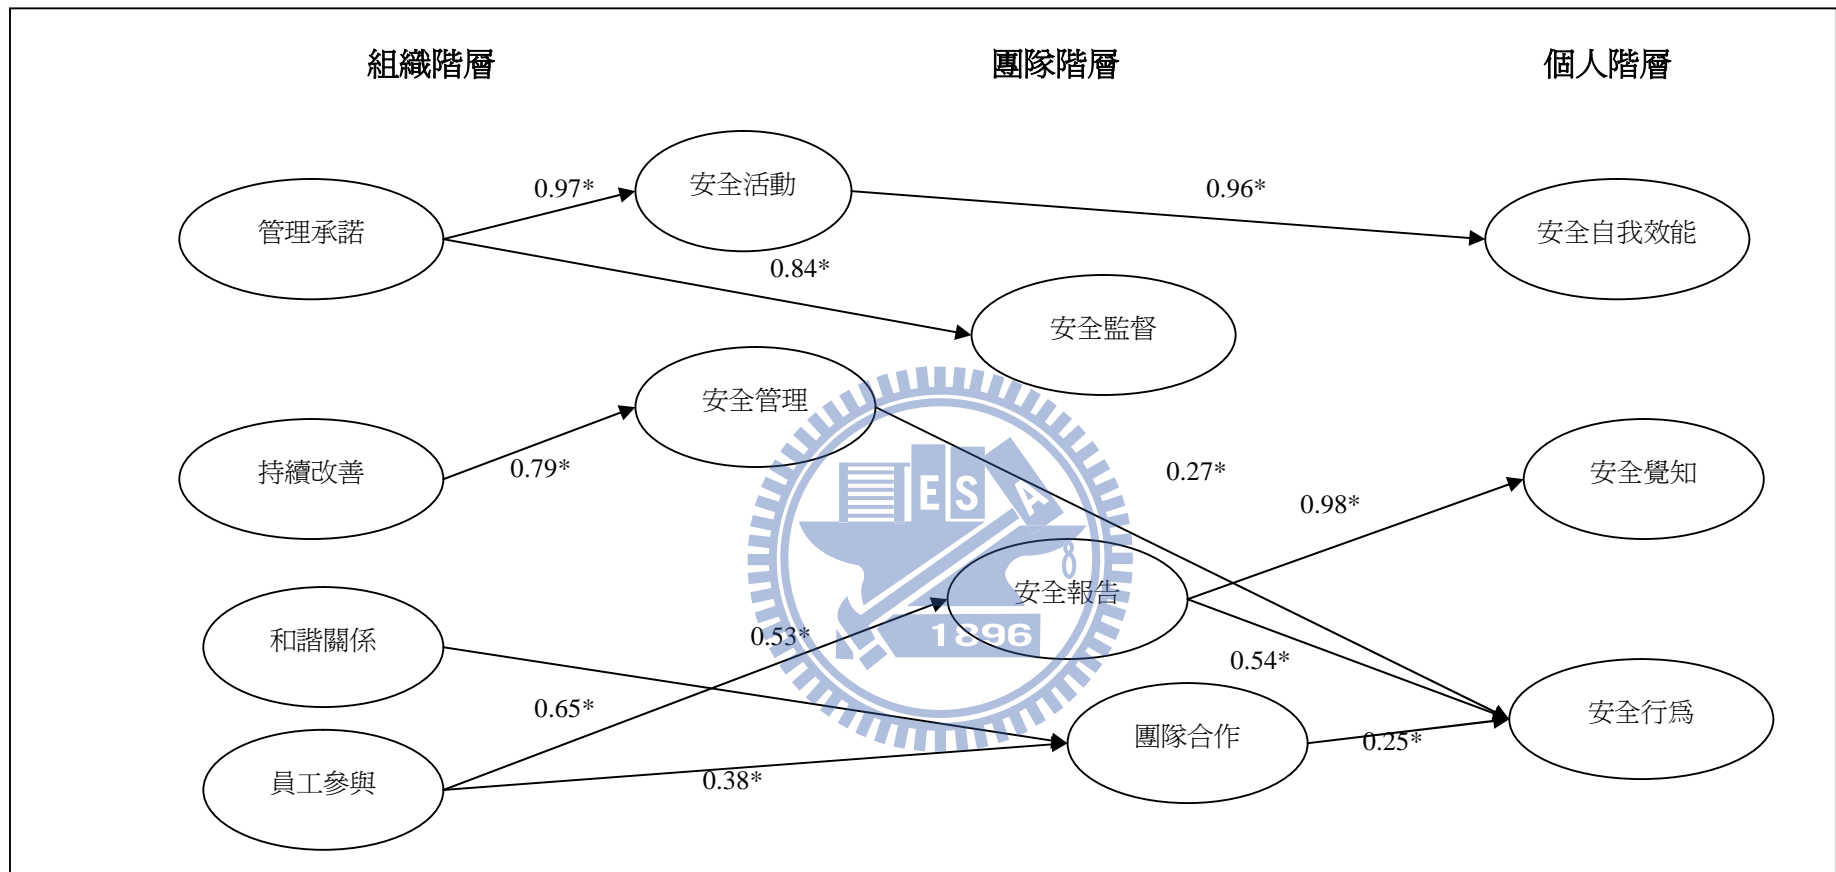 組織階層
團隊階層
個人階層
0.97*
安全活動
0.96*
管理承諾
安全自我效能
0.84*
安全監督
安全管理
持續改善
0.79*
0.27*
安全覺知
0.98*
ESA
安全報告
和諧關係
0.53*
1896
0.54*
0.65*
團隊合作
安全行為
0.25*
員工參與
0.38*